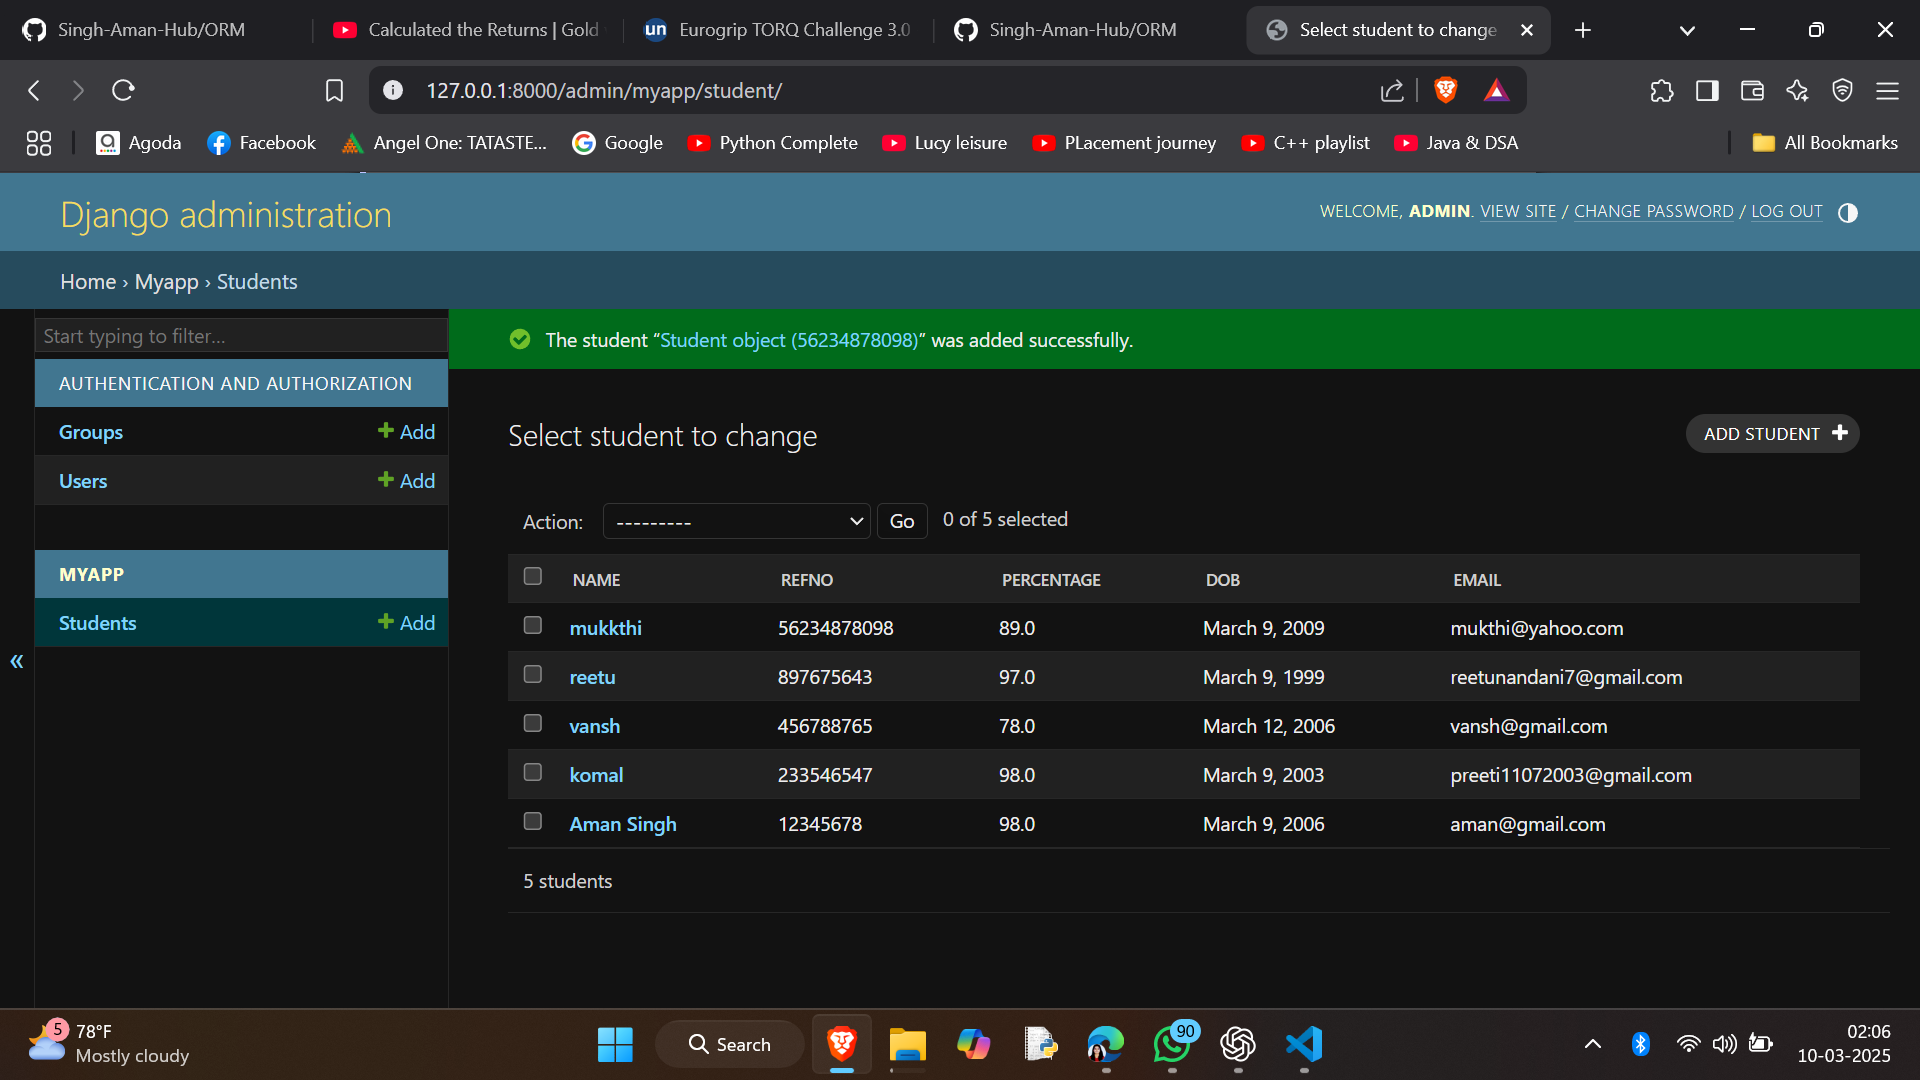 Singh-Aman-Hub/ORM
Calculated the Returns | Gold
un Eurogrip TORQ Challenge 3.0
Singh-Aman-Hub/ORM
Select student to change
127.0.0.1:8000/admin/myapp/student/
Agoda
Facebook
Angel One: TATASTE...
Google
Python Complete
Lucy leisure
PLacement journey
C++ playlist
Java & DSA
All Bookmarks
Django administration
WELCOME, ADMIN. VIEW SITE / CHANGE PASSWORD / LOG OUT
Home › Myapp › Students
Start typing to filter...
AUTHENTICATION AND AUTHORIZATION
Groups + Add
Users + Add
MYAPP
Students + Add
«
The student “Student object (56234878098)” was added successfully.
Select student to change
ADD STUDENT +
Action: --------- Go 0 of 5 selected
NAME REFNO PERCENTAGE DOB EMAIL
mukkthi 56234878098 89.0 March 9, 2009 mukthi@yahoo.com
reetu 897675643 97.0 March 9, 1999 reetunandani7@gmail.com
vansh 456788765 78.0 March 12, 2006 vansh@gmail.com
komal 233546547 98.0 March 9, 2003 preeti11072003@gmail.com
Aman Singh 12345678 98.0 March 9, 2006 aman@gmail.com
5 students
5
78°F
Mostly cloudy
Search
90
02:06
10-03-2025